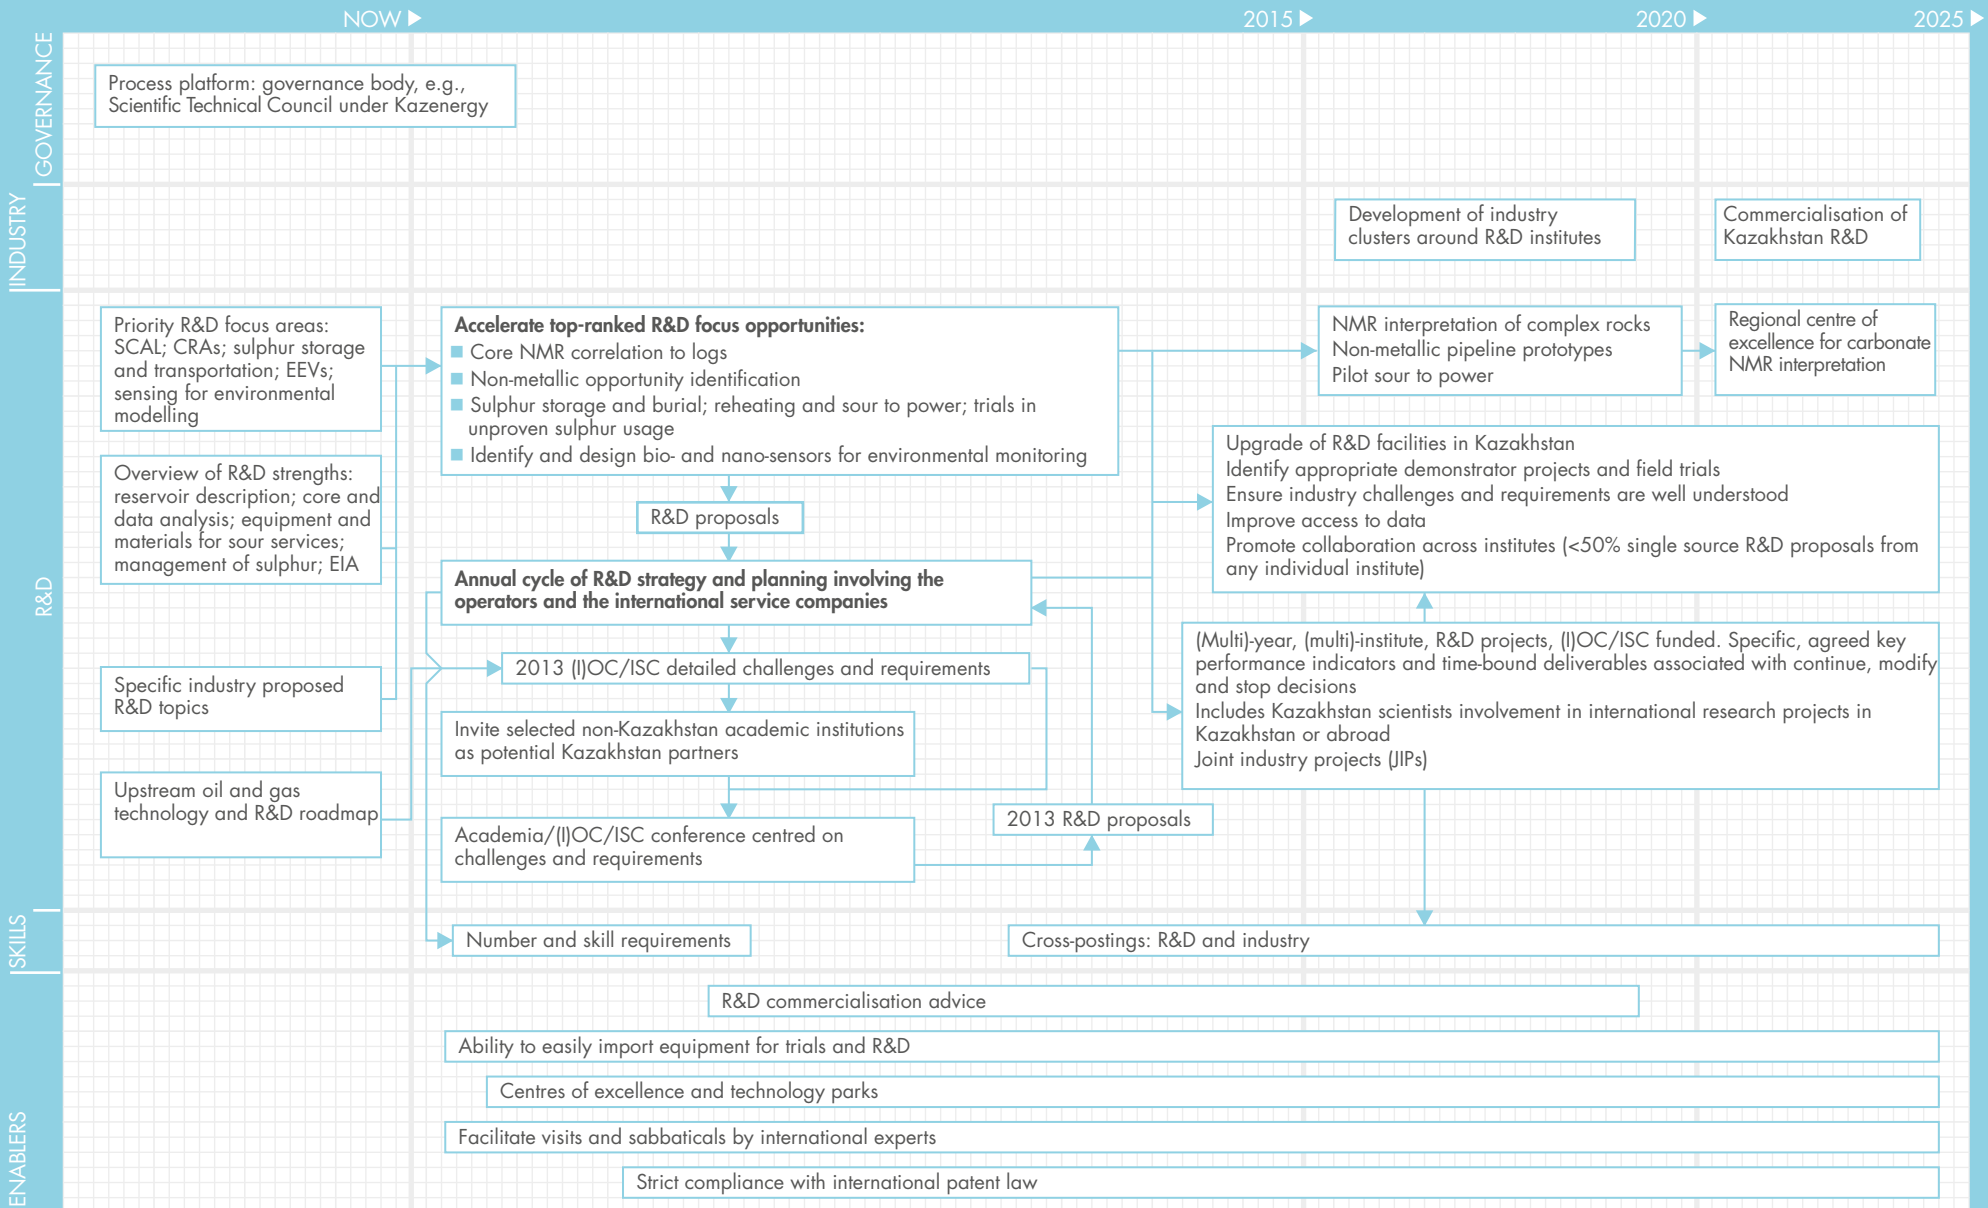 NOW
2015
2020
2025
GOVERNANCE
Process platform: governance body, e.g.,
Scientific Technical Council under Kazenergy
INDUSTRY
Development of industry
clusters around R&D institutes
Commercialisation of
Kazakhstan R&D
R&D
Priority R&D focus areas:
SCAL; CRAs; sulphur storage
and transportation; EEVs;
sensing for environmental
modelling
Overview of R&D strengths:
reservoir description; core and
data analysis; equipment and
materials for sour services;
management of sulphur; EIA
Specific industry proposed
R&D topics
Upstream oil and gas
technology and R&D roadmap
Accelerate top-ranked R&D focus opportunities:
Core NMR correlation to logs
Non-metallic opportunity identification
Sulphur storage and burial; reheating and sour to power; trials in
unproven sulphur usage
Identify and design bio- and nano-sensors for environmental monitoring
R&D proposals
Annual cycle of R&D strategy and planning involving the
operators and the international service companies
2013 (I)OC/ISC detailed challenges and requirements
Invite selected non-Kazakhstan academic institutions
as potential Kazakhstan partners
Academia/(I)OC/ISC conference centred on
challenges and requirements
2013 R&D proposals
NMR interpretation of complex rocks
Non-metallic pipeline prototypes
Pilot sour to power
Regional centre of
excellence for carbonate
NMR interpretation
Upgrade of R&D facilities in Kazakhstan
Identify appropriate demonstrator projects and field trials
Ensure industry challenges and requirements are well understood
Improve access to data
Promote collaboration across institutes (<50% single source R&D proposals from
any individual institute)
(Multi)-year, (multi)-institute, R&D projects, (I)OC/ISC funded. Specific, agreed key
performance indicators and time-bound deliverables associated with continue, modify
and stop decisions
Includes Kazakhstan scientists involvement in international research projects in
Kazakhstan or abroad
Joint industry projects (JIPs)
SKILLS
Number and skill requirements
Cross-postings: R&D and industry
ENABLERS
R&D commercialisation advice
Ability to easily import equipment for trials and R&D
Centres of excellence and technology parks
Facilitate visits and sabbaticals by international experts
Strict compliance with international patent law